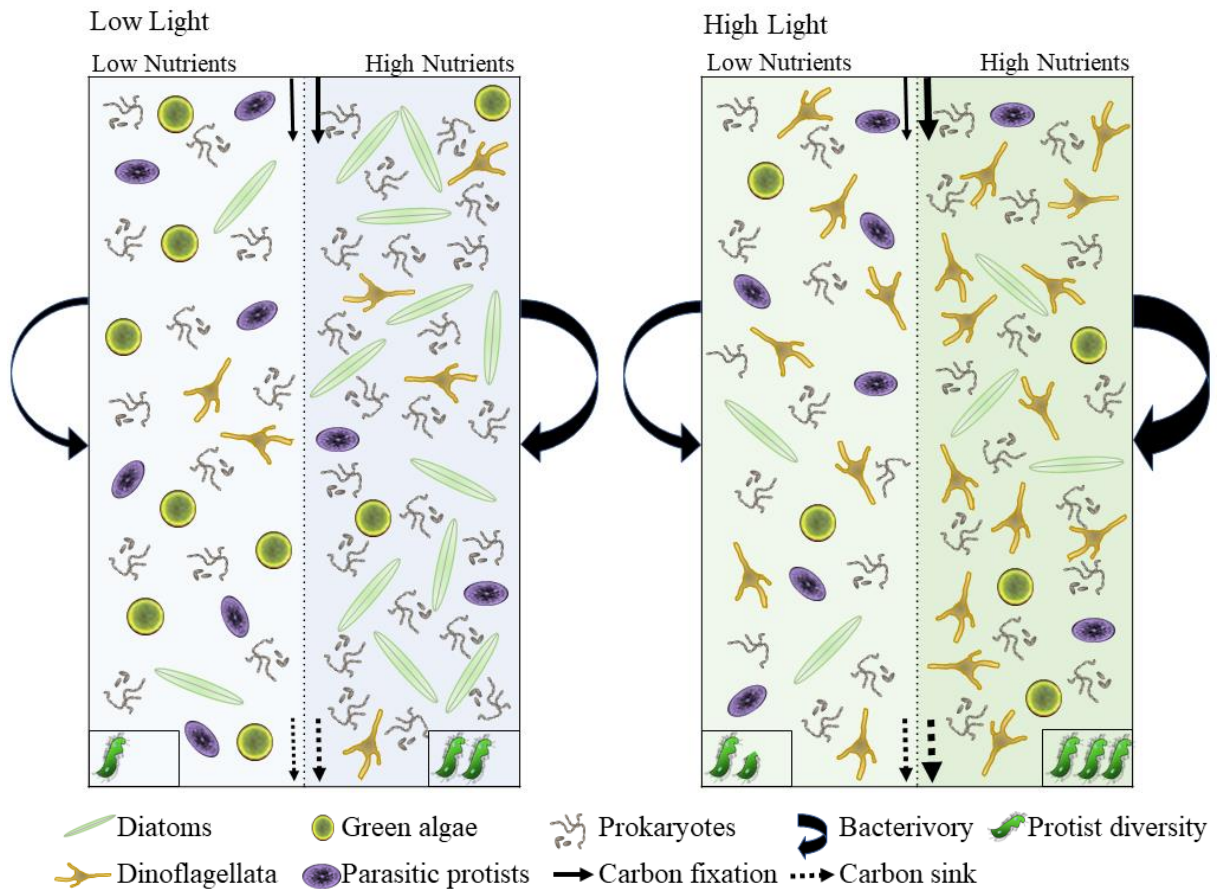 Low Light
High Light
Low Nutrients
High Nutrients
Low Nutrients
High Nutrients
Diatoms
Green algae
Prokaryotes
Bacterivory
Protist diversity
Dinoflagellata
Parasitic protists
Carbon fixation
Carbon sink